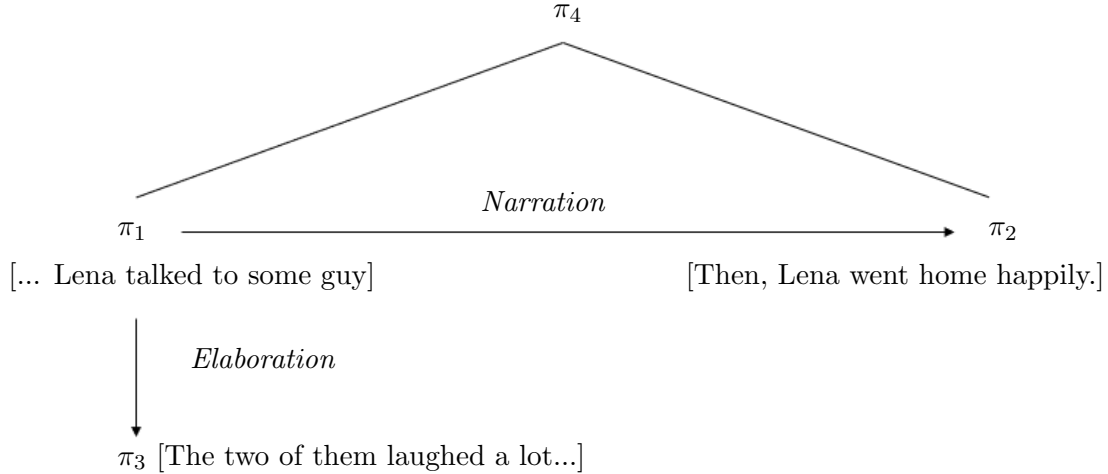 π4
Narration
π1
π2
[... Lena talked to some guy]
[Then, Lena went home happily.]
Elaboration
π3 [The two of them laughed a lot...]